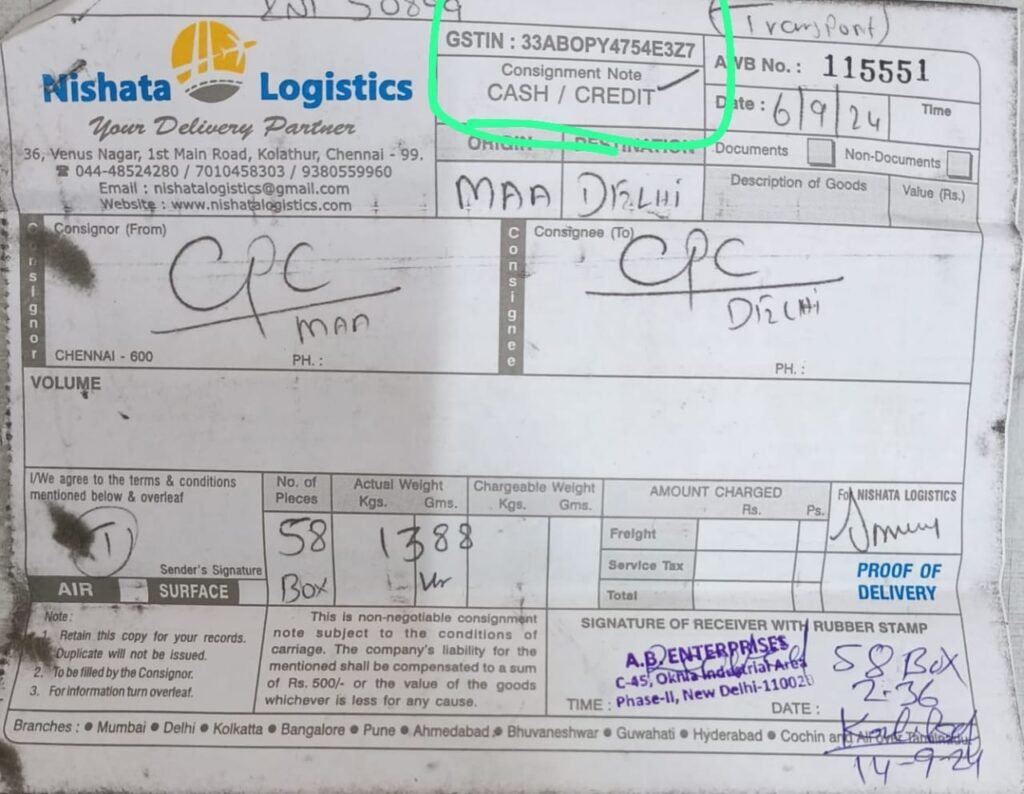 (Transport)
Nishata Logistics
Your Delivery Partner
36, Venus Nagar, 1st Main Road, Kolathur, Chennai - 99.
☎ 044-48524280 / 7010458303 / 9380559960
Email : nishatalogistics@gmail.com
Website : www.nishatalogistics.com
GSTIN : 33ABOPY4754E3Z7
Consignment Note
CASH / CREDIT
ORIGIN DESTINATION
MAA DELHI
AWB No. : 115551
Date : 6/9/24 Time
Documents Non-Documents
Description of Goods Value (Rs.)
Consignor
Consignor (From)
CPC
MAA
CHENNAI - 600 PH. :
Consignee
Consignee (To)
CPC
DELHI
PH. :
VOLUME
I/We agree to the terms & conditions
mentioned below & overleaf
Sender's Signature
AIR SURFACE
No. of
Pieces
58
Box
Actual Weight
Kgs. Gms.
1388
Chargeable Weight
Kgs. Gms.
AMOUNT CHARGED
Rs. Ps.
Freight
Service Tax
Total
For NISHATA LOGISTICS
PROOF OF
DELIVERY
Note:
1. Retain this copy for your records.
Duplicate will not be issued.
2. To be filled by the Consignor.
3. For information turn overleaf.
This is non-negotiable consignment
note subject to the conditions of
carriage. The company's liability for the
mentioned shall be compensated to a sum
of Rs. 500/- or the value of the goods
whichever is less for any cause.
SIGNATURE OF RECEIVER WITH RUBBER STAMP
A.B. ENTERPRISES
C-45, Okhla Industrial Area
Phase-II, New Delhi-110020
58 Box
2-36
TIME : DATE :
14-9-24
Branches : ● Mumbai ● Delhi ● Kolkatta ● Bangalore ● Pune ● Ahmedabad ● Bhuvaneshwar ● Guwahati ● Hyderabad ● Cochin and All over Tamilnadu